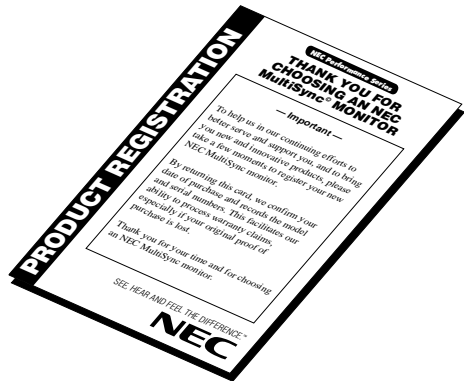 PRODUCT REGISTRATION
NEC Performance Series
THANK YOU FOR
CHOOSING AN NEC
MultiSync® MONITOR
— Important —
To help us in our continuing efforts to
better serve and support you, and to bring
you new and innovative products, please
take a few moments to register your new
NEC MultiSync monitor.
By returning this card, we confirm your
date of purchase and records the model
and serial numbers. This facilitates our
ability to process warranty claims,
especially if your original proof of
purchase is lost.
Thank you for your time and for choosing
an NEC MultiSync monitor.
SEE, HEAR AND FEEL THE DIFFERENCE.™
NEC